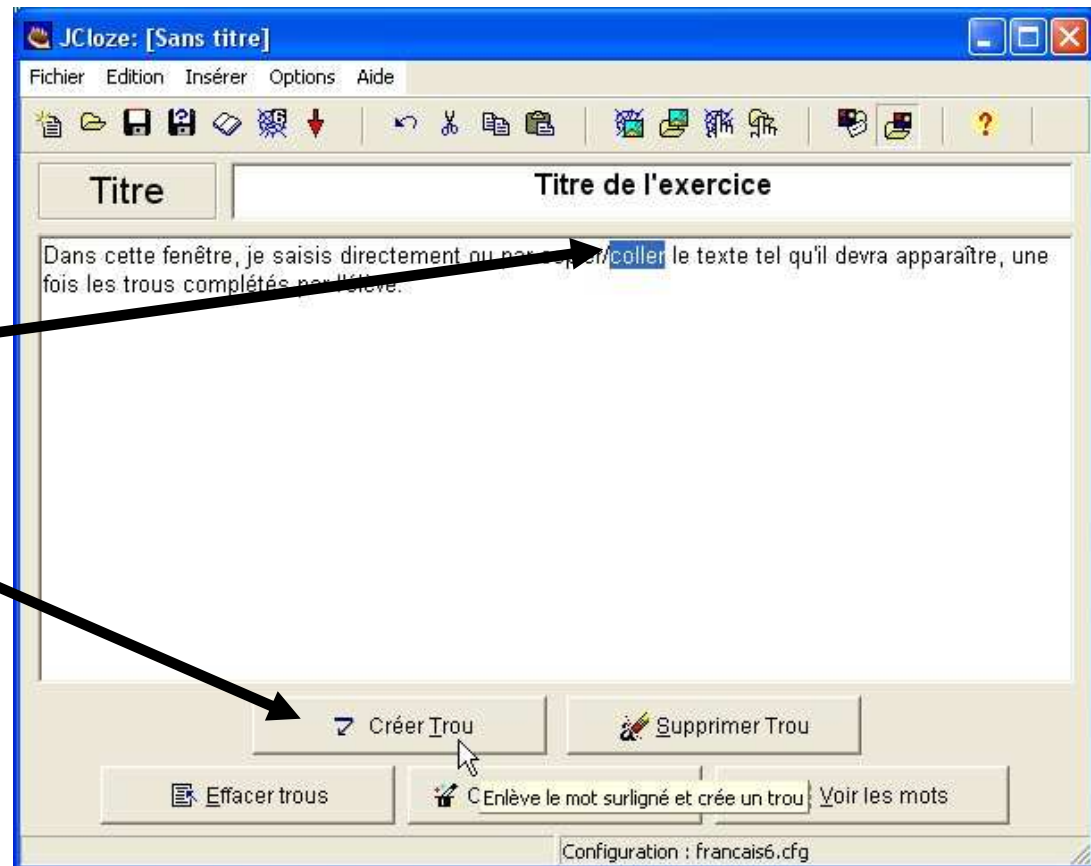 JCloze: [Sans titre]
Fichier Edition Insérer Options Aide
Titre
Titre de l'exercice
Dans cette fenêtre, je saisis directement ou par copier/coller le texte tel qu'il devra apparaître, une
fois les trous complétés par l'élève.
Créer Trou
Supprimer Trou
Effacer trous
Enlève le mot surligné et crée un trou
Voir les mots
Configuration : francais6.cfg